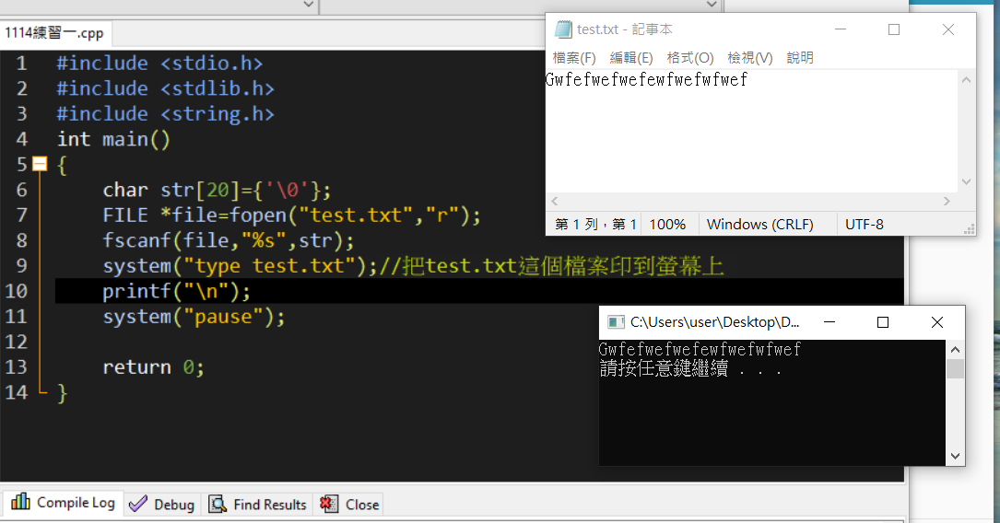 1114練習一.cpp
1 #include <stdio.h>
2 #include <stdlib.h>
3 #include <string.h>
4 int main()
5 {
6 char str[20]={'\0'};
7 FILE *file=fopen("test.txt","r");
8 fscanf(file,"%s",str);
9 system("type test.txt");//把test.txt這個檔案印到螢幕上
10 printf("\n");
11 system("pause");
12
13 return 0;
14 }
test.txt - 記事本
檔案(F) 編輯(E) 格式(O) 檢視(V) 說明
Gwfefwefwefewfwefwfwef
第 1 列，第 1 100% Windows (CRLF) UTF-8
C:\Users\user\Desktop\D...
Gwfefwefwefewfwefwfwef
請按任意鍵繼續 . . .
Compile Log Debug Find Results Close